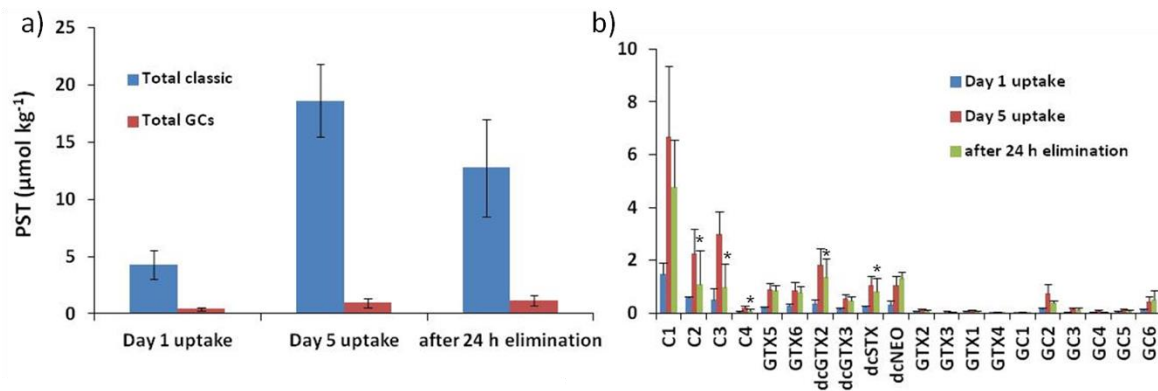 a)
PST (µmol kg⁻¹)
25
20
15
10
5
0
Total classic
Total GCs
Day 1 uptake
Day 5 uptake
after 24 h elimination
b)
10
8
6
4
2
0
Day 1 uptake
Day 5 uptake
after 24 h elimination
*
*
*
*
*
C1
C2
C3
C4
GTX5
GTX6
dcGTX2
dcGTX3
dcSTX
dcNEO
GTX2
GTX3
GTX1
GTX4
GC1
GC2
GC3
GC4
GC5
GC6